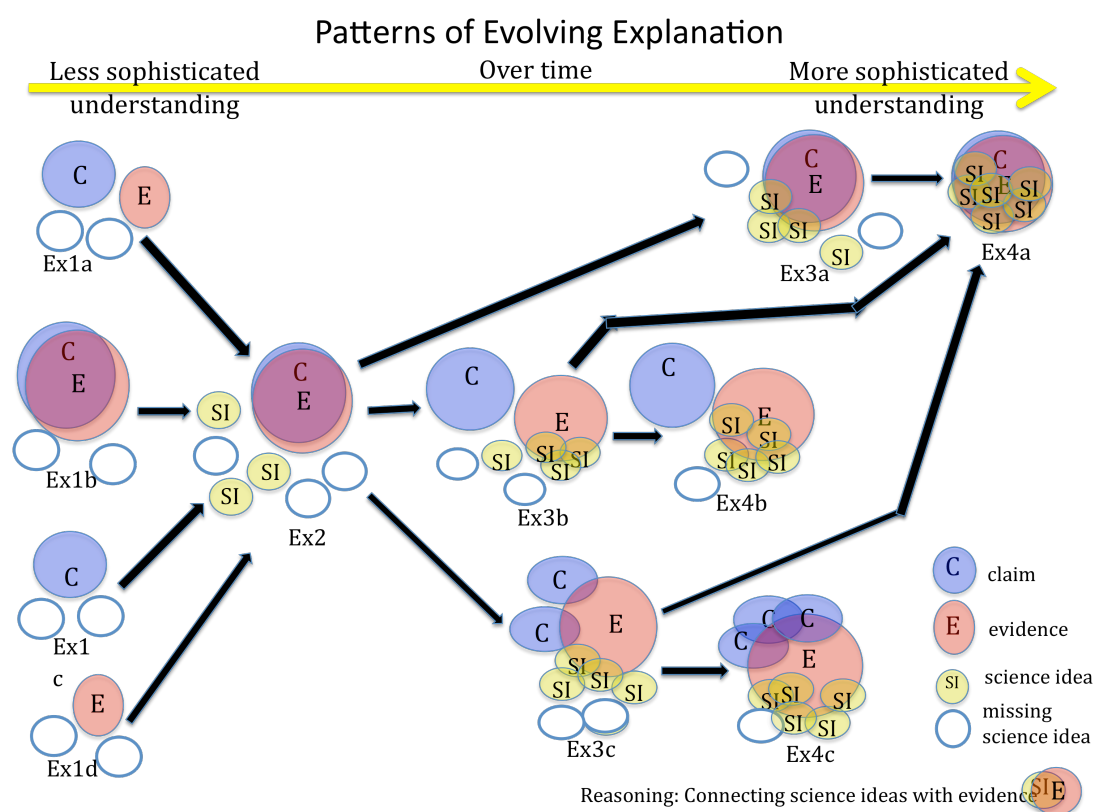 Patterns of Evolving Explanation
Less sophisticated
understanding
Over time
More sophisticated
understanding
C
E
Ex1a
C
E
Ex1b
C
Ex1
c
E
Ex1d
C
E
SI
SI
SI
Ex2
C
E
SI
SI
SI
SI
Ex3a
C
E
SI
SI
SI
SI
SI
SI
Ex4a
C
E
SI
SI
SI
SI
Ex3b
C
E
SI
SI
SI
SI
SI
Ex4b
C
C
E
SI
SI
SI
SI
Ex3c
C
C
C
E
SI
SI
SI
SI
SI
Ex4c
C claim
E evidence
SI science idea
missing
science idea
Reasoning: Connecting science ideas with evidence SI E